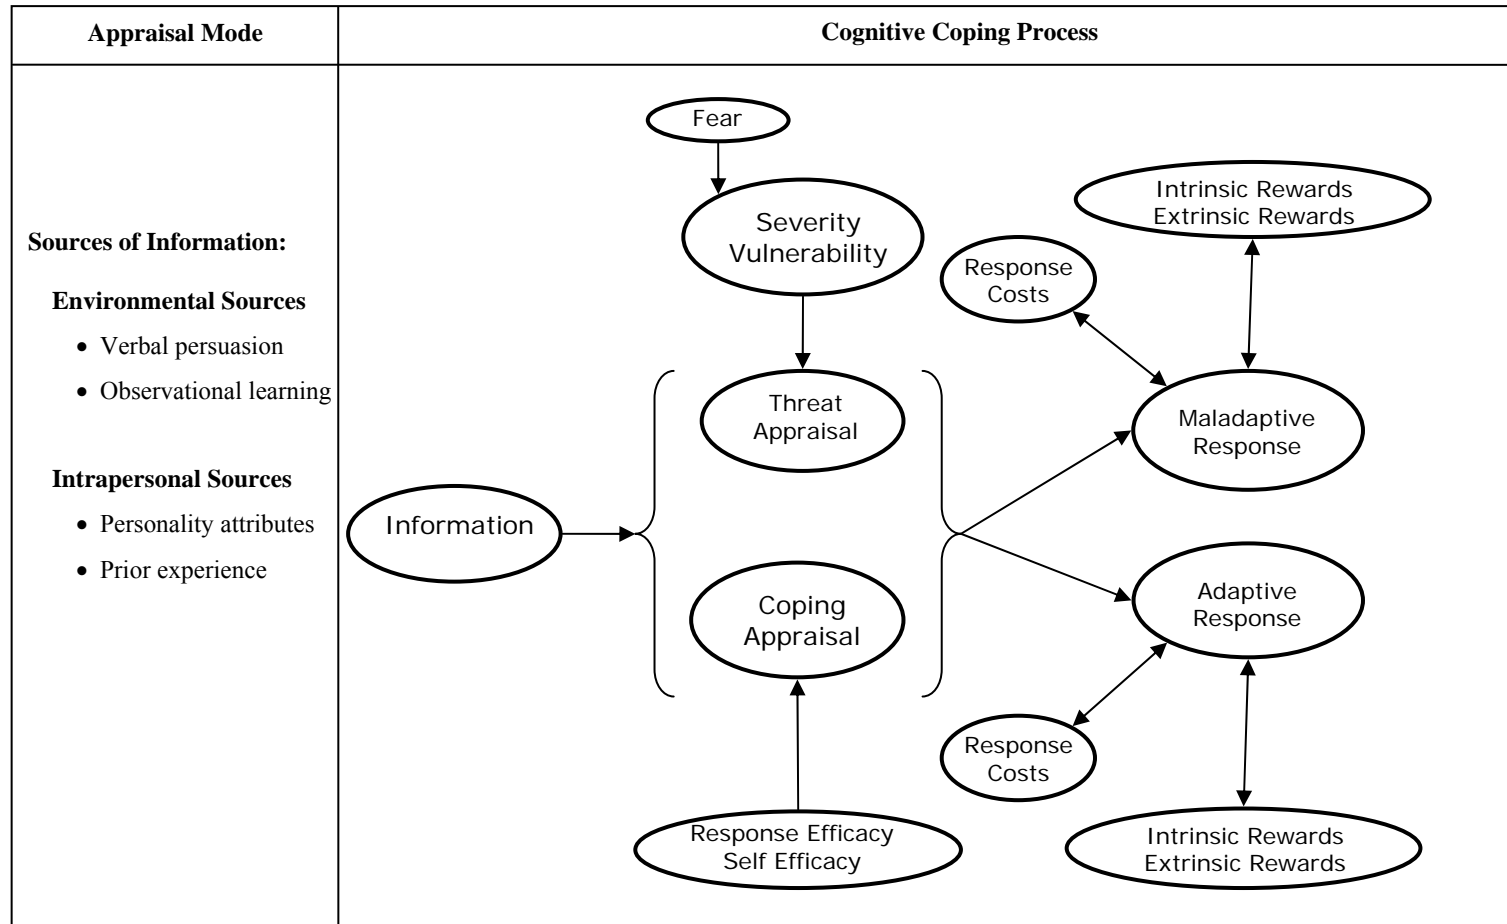 Appraisal Mode
Cognitive Coping Process
Sources of Information:
Environmental Sources
• Verbal persuasion
• Observational learning
Intrapersonal Sources
• Personality attributes
• Prior experience
Information
Fear
Severity
Vulnerability
Threat
Appraisal
Coping
Appraisal
Response Efficacy
Self Efficacy
Response
Costs
Intrinsic Rewards
Extrinsic Rewards
Maladaptive
Response
Adaptive
Response
Response
Costs
Intrinsic Rewards
Extrinsic Rewards